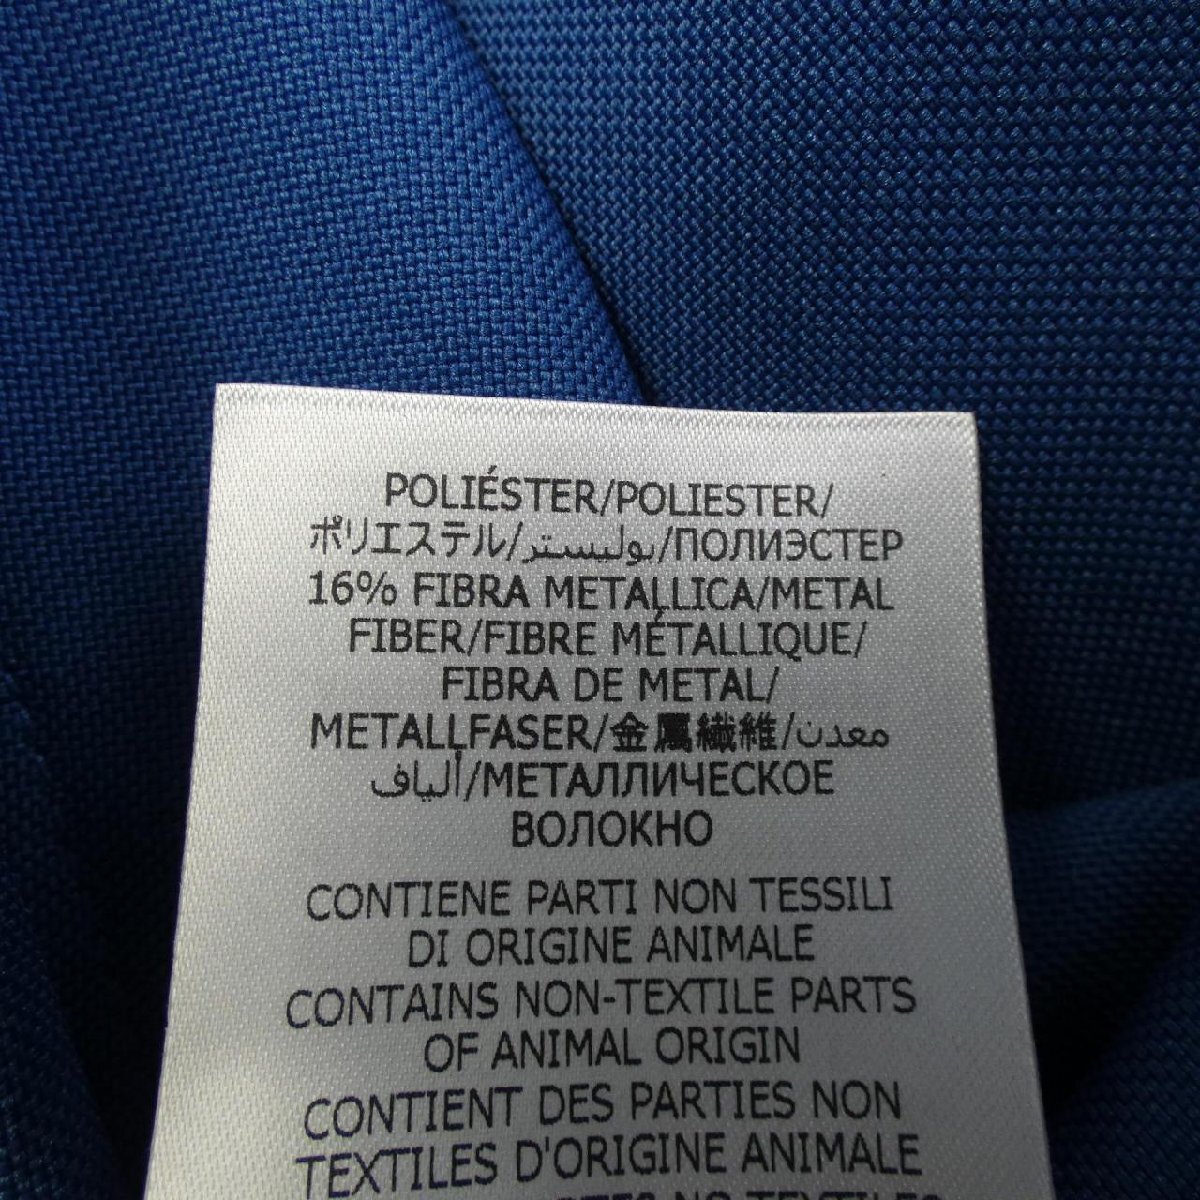 POLIÉSTER/POLIESTER/
ポリエステル/بوليستر/ПОЛИЭСТЕР
16% FIBRA METALLICA/METAL
FIBER/FIBRE MÉTALLIQUE/
FIBRA DE METAL/
METALLFASER/金属繊維/معدن
ألياف/МЕТАЛЛИЧЕСКОЕ
ВОЛОКНО
CONTIENE PARTI NON TESSILI
DI ORIGINE ANIMALE
CONTAINS NON-TEXTILE PARTS
OF ANIMAL ORIGIN
CONTIENT DES PARTIES NON
TEXTILES D'ORIGINE ANIMALE